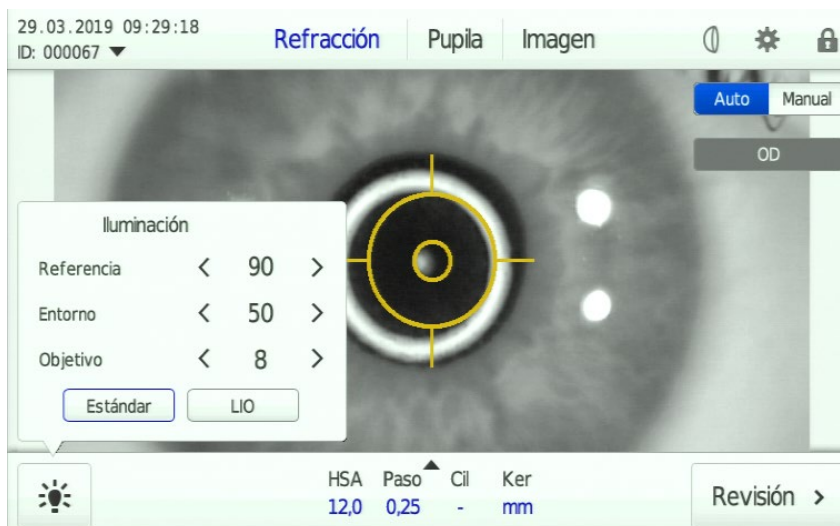 29.03.2019 09:29:18
ID: 000067
Refracción Pupila Imagen
Auto Manual
OD
Iluminación
Referencia < 90 >
Entorno < 50 >
Objetivo < 8 >
Estándar LIO
HSA Paso Cil Ker
12,0 0,25 - mm
Revisión >